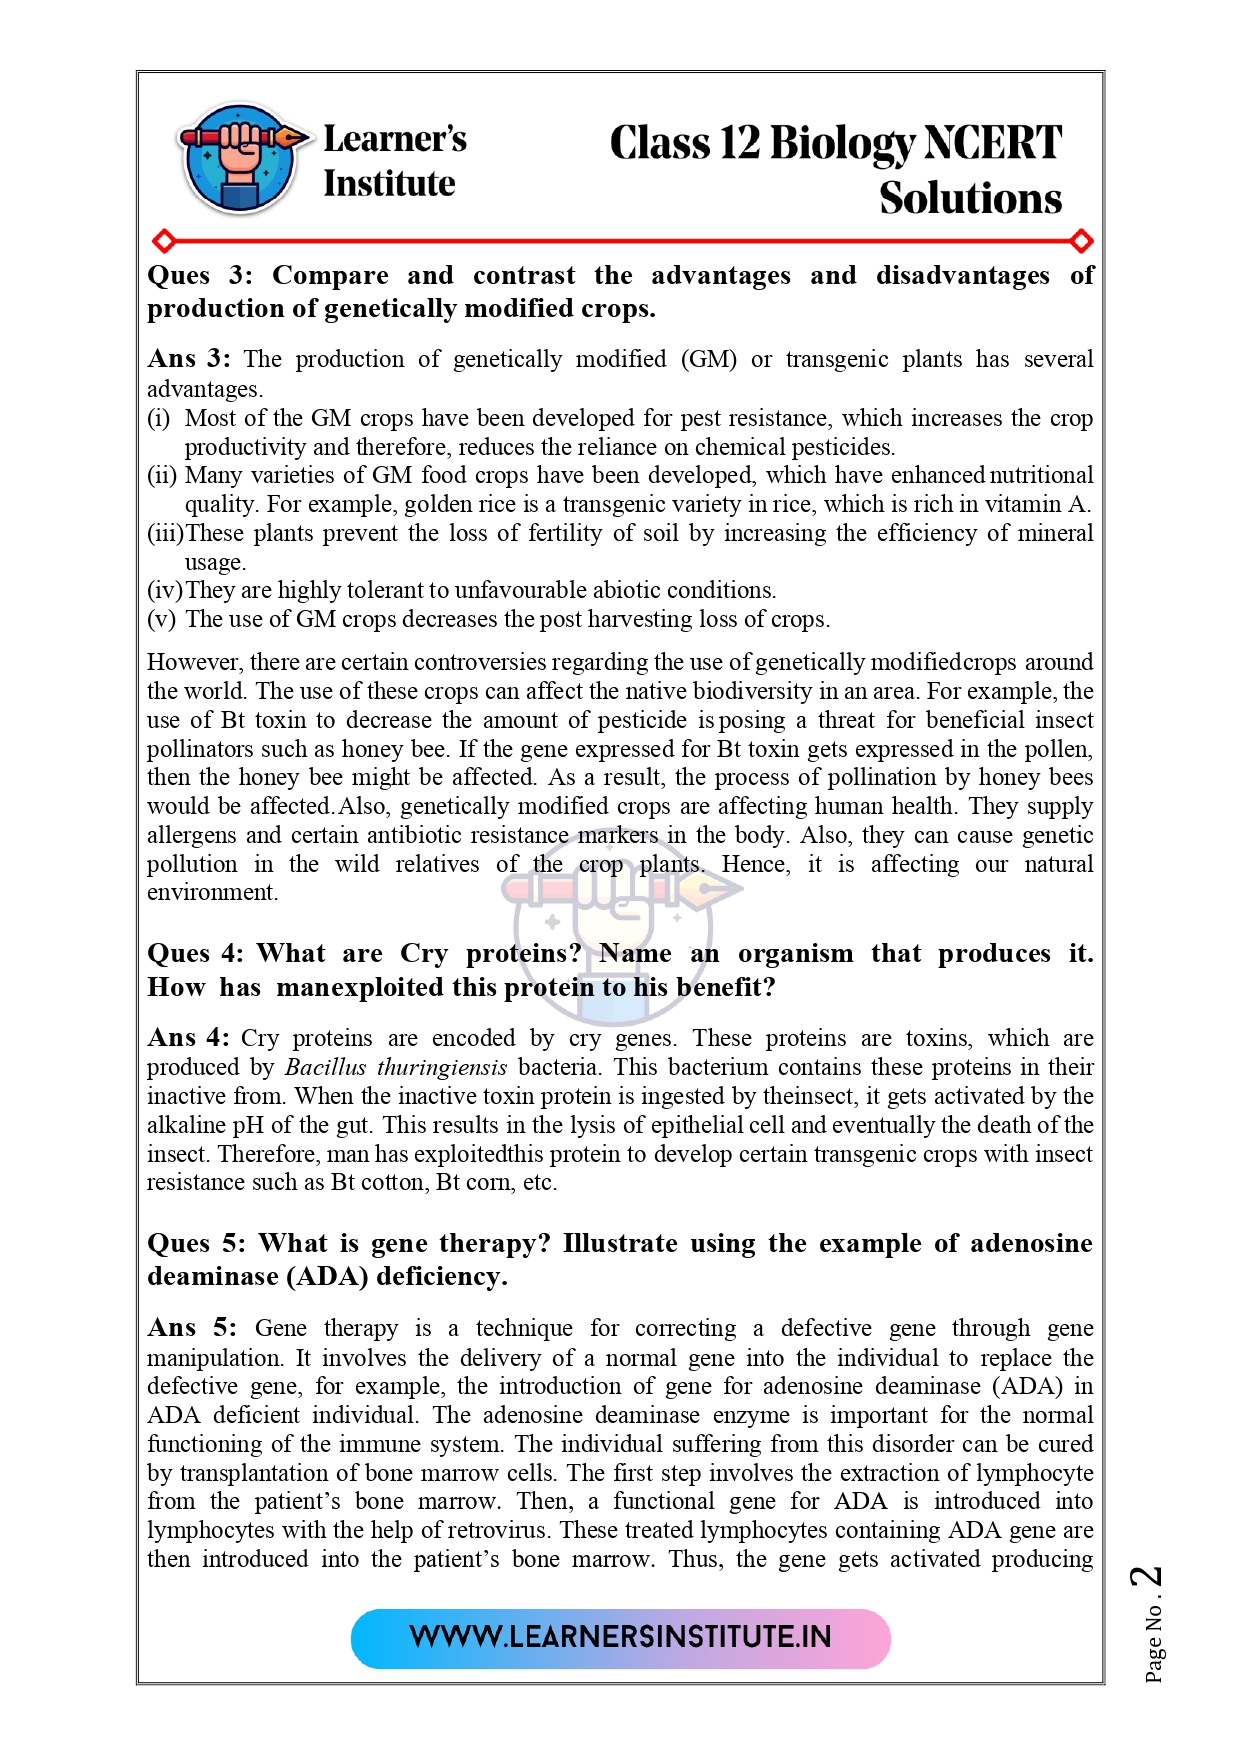 Learner's
Institute
Class 12 Biology NCERT
Solutions
Ques 3: Compare and contrast the advantages and disadvantages of
production of genetically modified crops.
Ans 3: The production of genetically modified (GM) or transgenic plants has several
advantages.
(i) Most of the GM crops have been developed for pest resistance, which increases the crop
productivity and therefore, reduces the reliance on chemical pesticides.
(ii) Many varieties of GM food crops have been developed, which have enhanced nutritional
quality. For example, golden rice is a transgenic variety in rice, which is rich in vitamin A.
(iii)These plants prevent the loss of fertility of soil by increasing the efficiency of mineral
usage.
(iv)They are highly tolerant to unfavourable abiotic conditions.
(v) The use of GM crops decreases the post harvesting loss of crops.
However, there are certain controversies regarding the use of genetically modifiedcrops around
the world. The use of these crops can affect the native biodiversity in an area. For example, the
use of Bt toxin to decrease the amount of pesticide is posing a threat for beneficial insect
pollinators such as honey bee. If the gene expressed for Bt toxin gets expressed in the pollen,
then the honey bee might be affected. As a result, the process of pollination by honey bees
would be affected.Also, genetically modified crops are affecting human health. They supply
allergens and certain antibiotic resistance markers in the body. Also, they can cause genetic
pollution in the wild relatives of the crop plants. Hence, it is affecting our natural
environment.
Ques 4: What are Cry proteins? Name an organism that produces it.
How has manexploited this protein to his benefit?
Ans 4: Cry proteins are encoded by cry genes. These proteins are toxins, which are
produced by Bacillus thuringiensis bacteria. This bacterium contains these proteins in their
inactive from. When the inactive toxin protein is ingested by theinsect, it gets activated by the
alkaline pH of the gut. This results in the lysis of epithelial cell and eventually the death of the
insect. Therefore, man has exploitedthis protein to develop certain transgenic crops with insect
resistance such as Bt cotton, Bt corn, etc.
Ques 5: What is gene therapy? Illustrate using the example of adenosine
deaminase (ADA) deficiency.
Ans 5: Gene therapy is a technique for correcting a defective gene through gene
manipulation. It involves the delivery of a normal gene into the individual to replace the
defective gene, for example, the introduction of gene for adenosine deaminase (ADA) in
ADA deficient individual. The adenosine deaminase enzyme is important for the normal
functioning of the immune system. The individual suffering from this disorder can be cured
by transplantation of bone marrow cells. The first step involves the extraction of lymphocyte
from the patient's bone marrow. Then, a functional gene for ADA is introduced into
lymphocytes with the help of retrovirus. These treated lymphocytes containing ADA gene are
then introduced into the patient's bone marrow. Thus, the gene gets activated producing
WWW.LEARNERSINSTITUTE.IN
Page No. 2